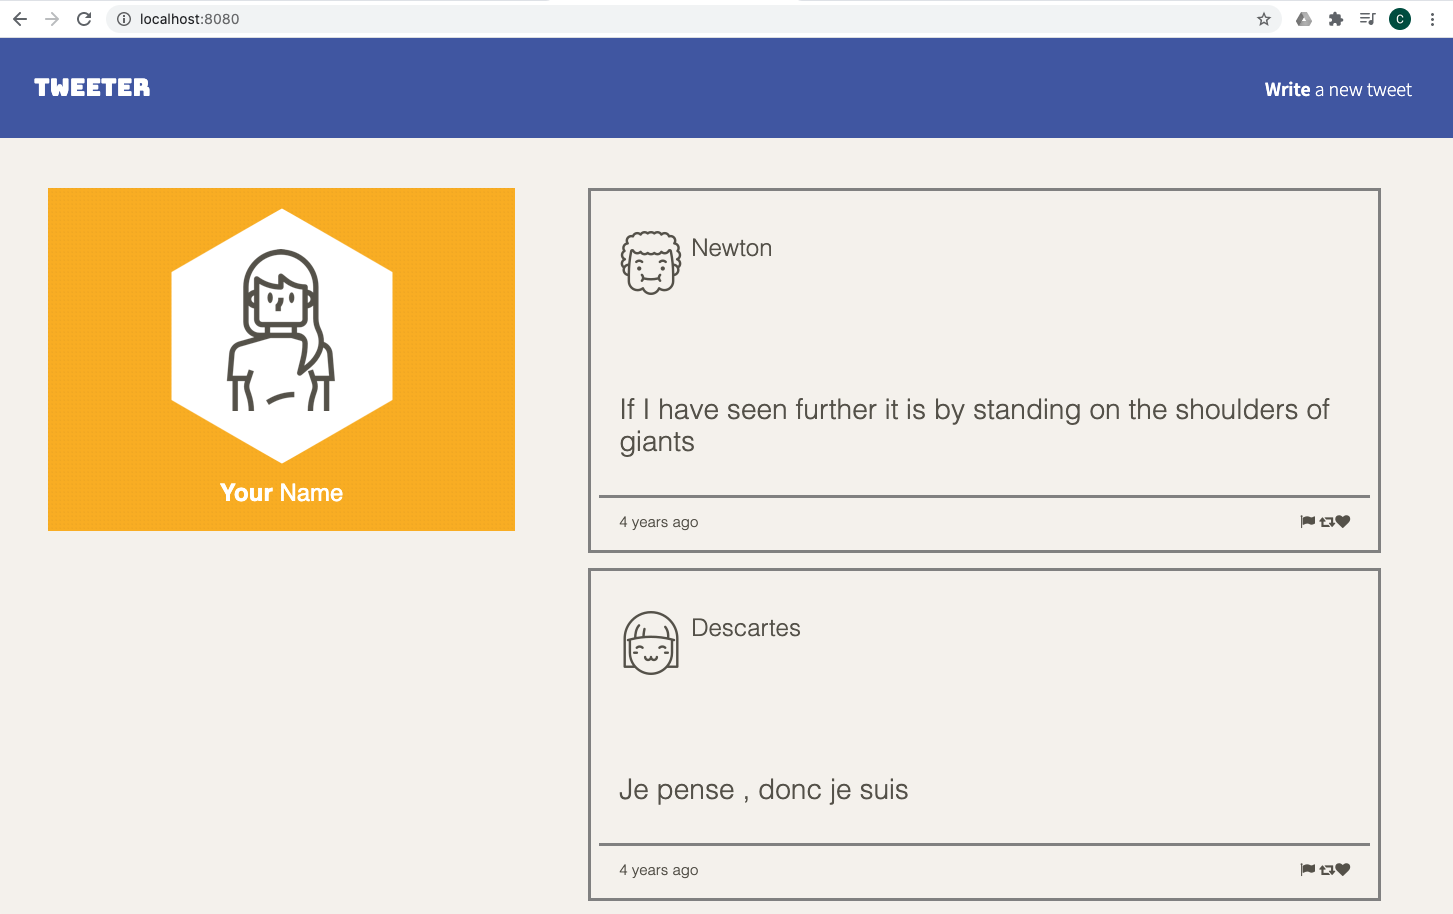 localhost:8080
C
TWEETER
Write a new tweet
Your Name
Newton
If I have seen further it is by standing on the shoulders of
giants
4 years ago
Descartes
Je pense , donc je suis
4 years ago